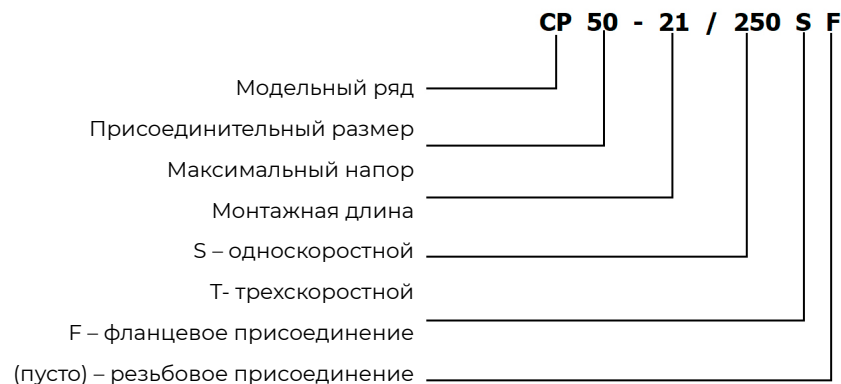 CP 50 - 21 / 250 S F
Модельный ряд
Присоединительный размер
Максимальный напор
Монтажная длина
S – односкоростной
Т- трехскоростной
F – фланцевое присоединение
(пусто) – резьбовое присоединение